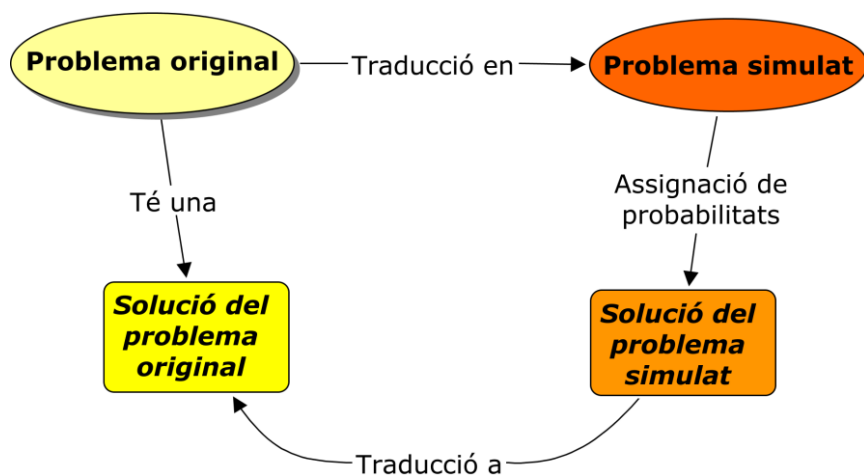 Problema original
Traducció en
Problema simulat
Té una
Assignació de
probabilitats
Solució del
problema
original
Solució del
problema
simulat
Traducció a